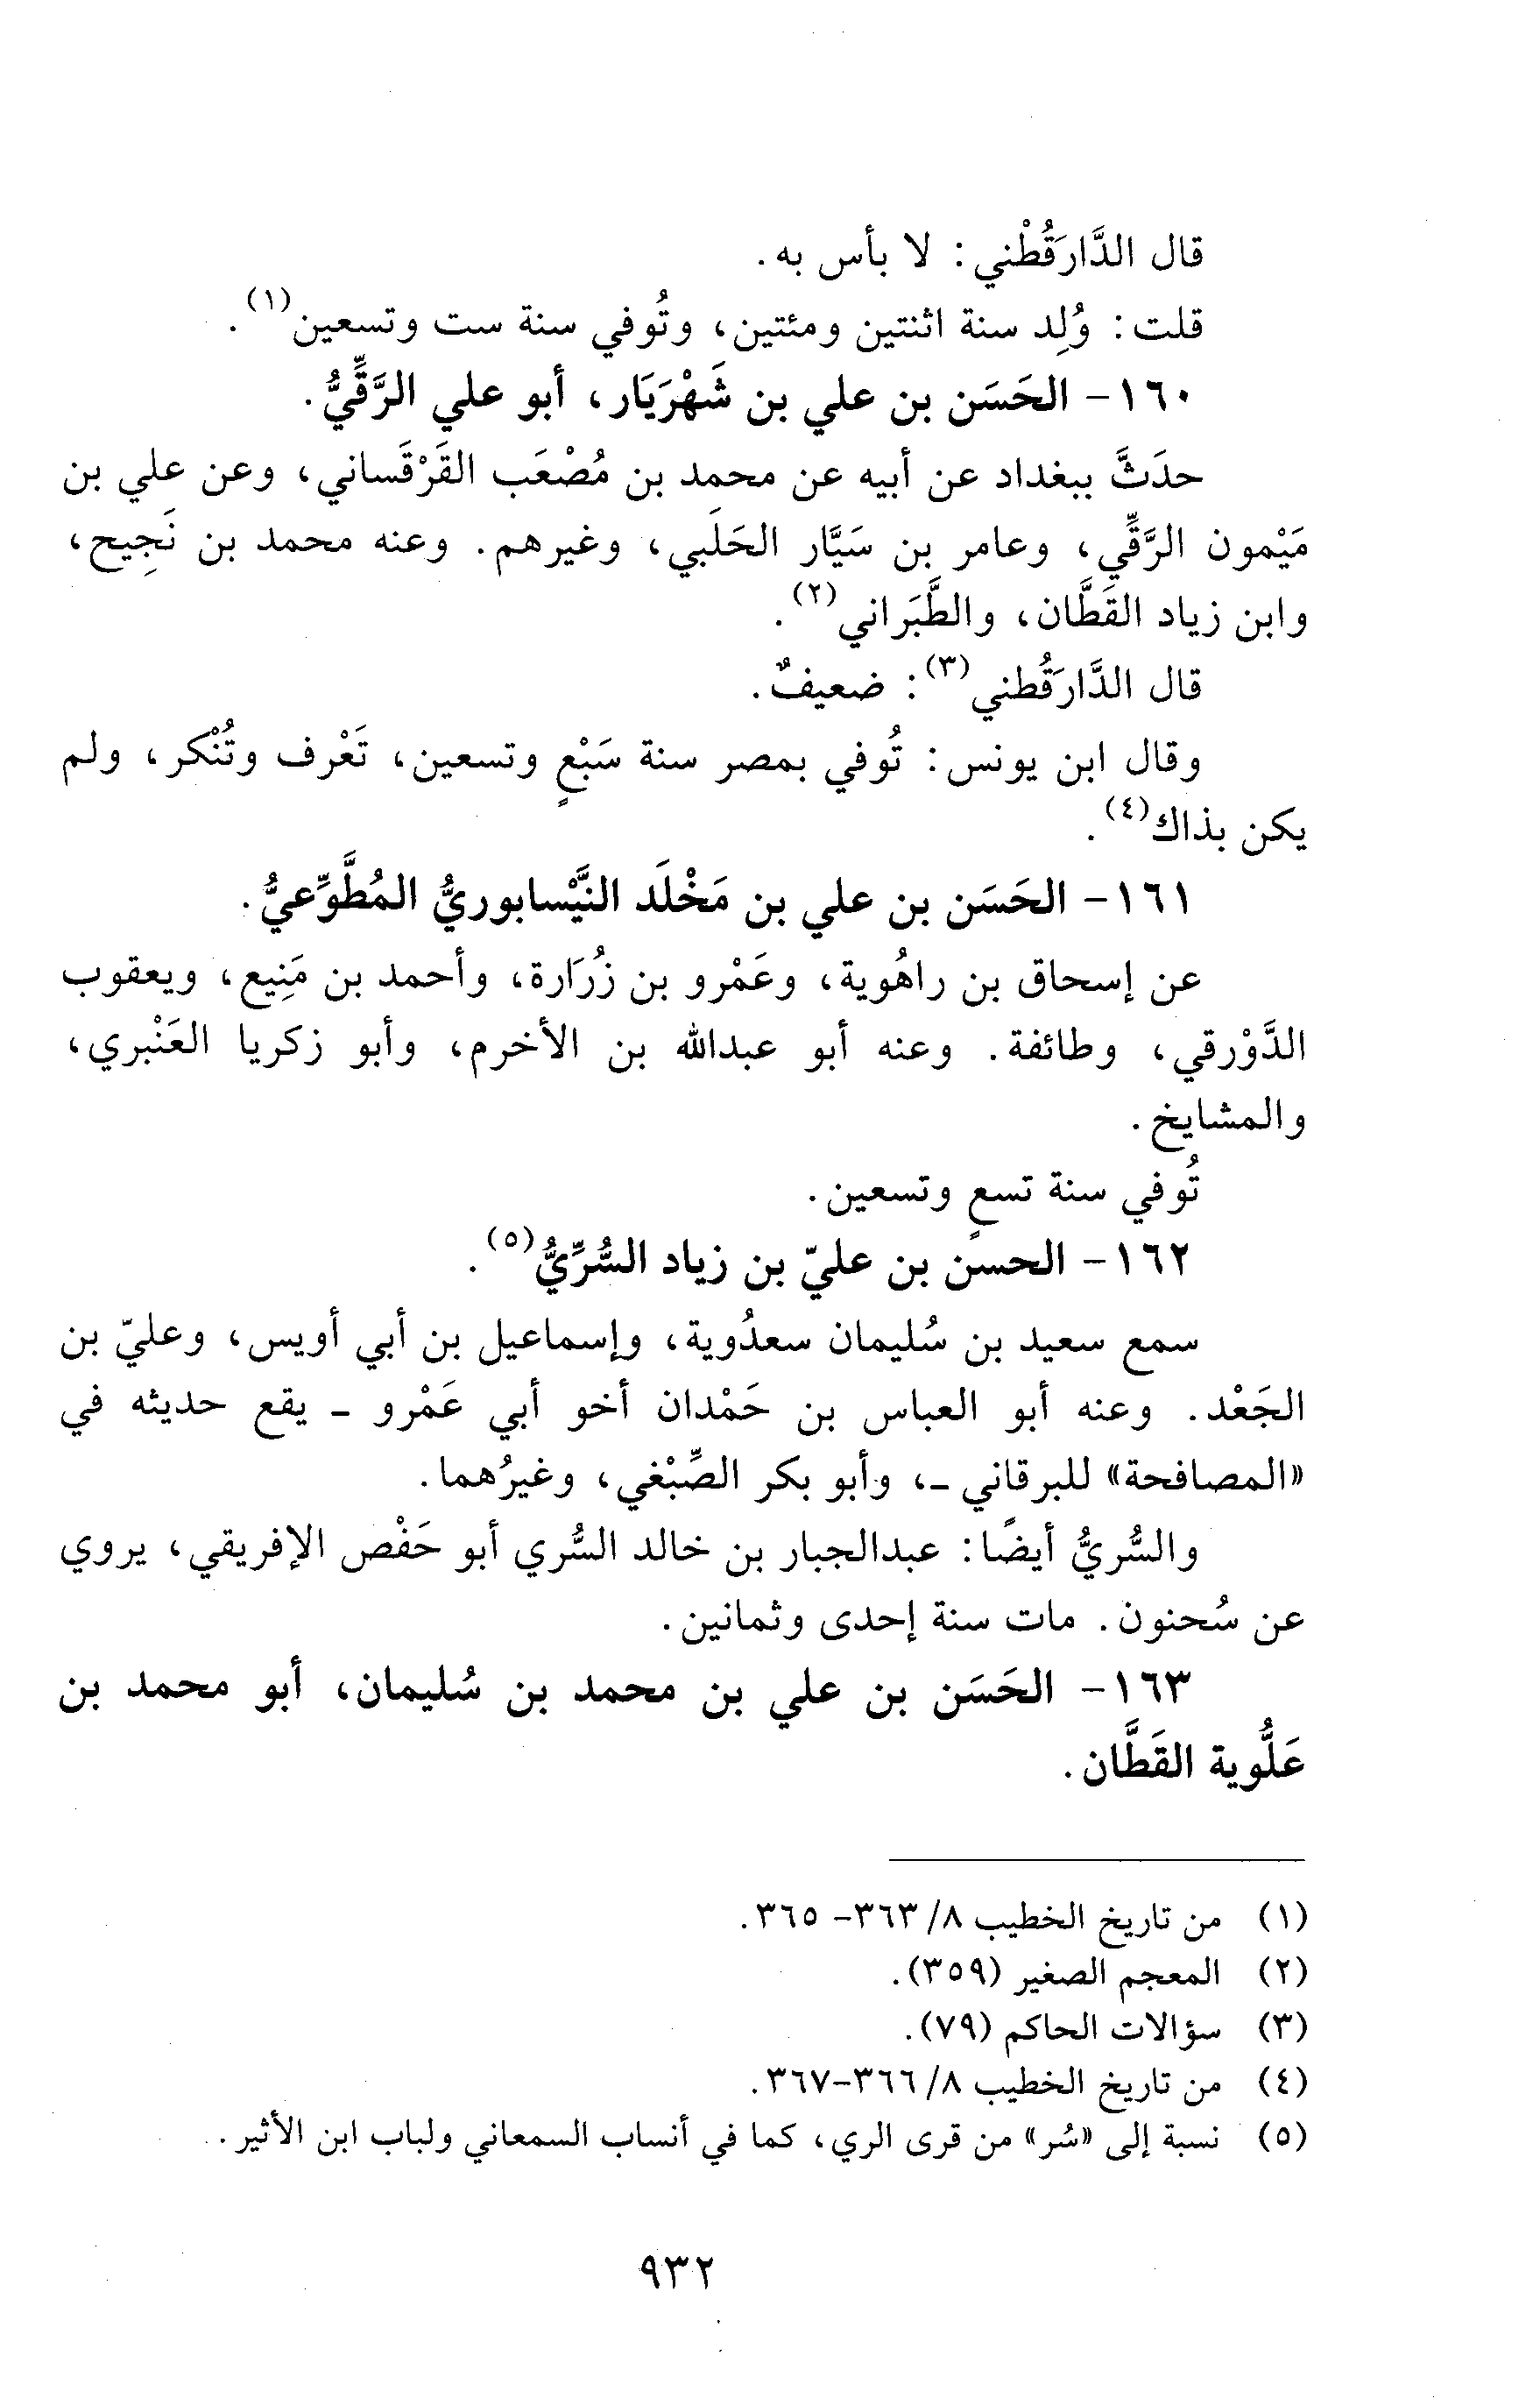 قال الدَّارَقُطْني: لا بأس به.
قلت: وُلِد سنة اثنتين ومئتين، وتُوفي سنة ست وتسعين(١).
١٦٠- الحَسَن بن علي بن شَهْرَيَار، أبو علي الرَّقِّيُّ.
حدَثَّ ببغداد عن أبيه عن محمد بن مُصْعَب القَرْقَساني، وعن علي بن
مَيْمون الرَّقِّي، وعامر بن سَيَّار الحَلَبي، وغيرهم. وعنه محمد بن نَجِيح،
وابن زياد القَطَّان، والطَّبَراني(٢).
قال الدَّارَقُطني(٣): ضعيفٌ.
وقال ابن يونس: تُوفي بمصر سنة سَبْعٍ وتسعين، تَعْرف وتُنْكر، ولم
يكن بذاك(٤).
١٦١- الحَسَن بن علي بن مَخْلَد النَّيْسابوريُّ المُطَّوِّعيُّ.
عن إسحاق بن راهُوية، وعَمْرو بن زُرَارة، وأحمد بن مَنِيع، ويعقوب
الدَّوْرقي، وطائفة. وعنه أبو عبدالله بن الأخرم، وأبو زكريا العَنْبري،
والمشايخ.
تُوفي سنة تسعٍ وتسعين.
١٦٢- الحسن بن عليّ بن زياد السُّرِّيُّ(٥).
سمع سعيد بن سُليمان سعدُوية، وإسماعيل بن أبي أويس، وعليّ بن
الجَعْد. وعنه أبو العباس بن حَمْدان أخو أبي عَمْرو ـ يقع حديثه في
«المصافحة» للبرقاني ـ، وأبو بكر الصِّبْغي، وغيرُهما.
والسُّريُّ أيضًا: عبدالجبار بن خالد السُّري أبو حَفْص الإفريقي، يروي
عن سُحنون. مات سنة إحدى وثمانين.
١٦٣- الحَسَن بن علي بن محمد بن سُليمان، أبو محمد بن
عَلُّوية القَطَّان.
(١) من تاريخ الخطيب ٨/ ٣٦٣- ٣٦٥.
(٢) المعجم الصغير (٣٥٩).
(٣) سؤالات الحاكم (٧٩).
(٤) من تاريخ الخطيب ٨/ ٣٦٦-٣٦٧.
(٥) نسبة إلى «سُر» من قرى الري، كما في أنساب السمعاني ولباب ابن الأثير.
٩٣٢